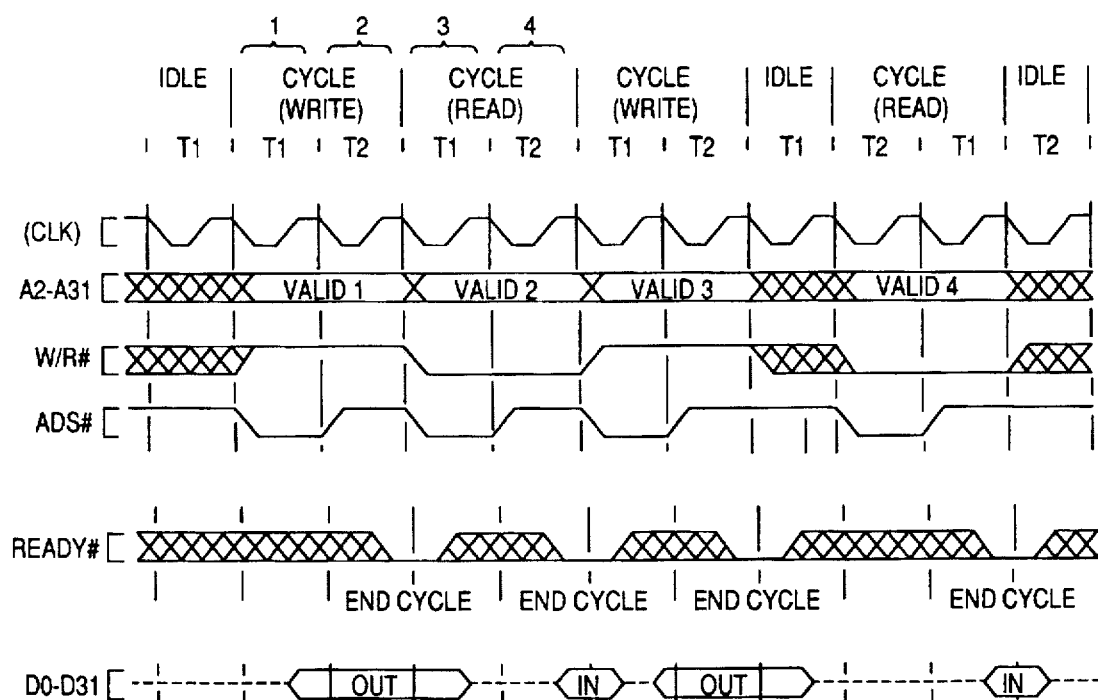 1 2 3 4
IDLE CYCLE CYCLE CYCLE IDLE CYCLE IDLE
(WRITE) (READ) (WRITE) (READ)
T1 T1 T2 T1 T2 T1 T2 T1 T2 T1 T2
(CLK)
A2-A31 VALID 1 VALID 2 VALID 3 VALID 4
W/R#
ADS#
READY#
END CYCLE END CYCLE END CYCLE END CYCLE
D0-D31 OUT IN OUT IN